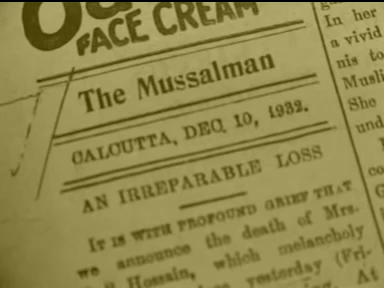 FACE CREAM
The Mussalman
CALCUTTA, DEC. 10, 1932.
AN IRREPARABLE LOSS
IT IS WITH PROFOUND GRIEF THAT
we announce the death of Mrs.
Hossain, which melancholy
yesterday (Fri-
At
In her
a vivid
nis to
Musli
She
und